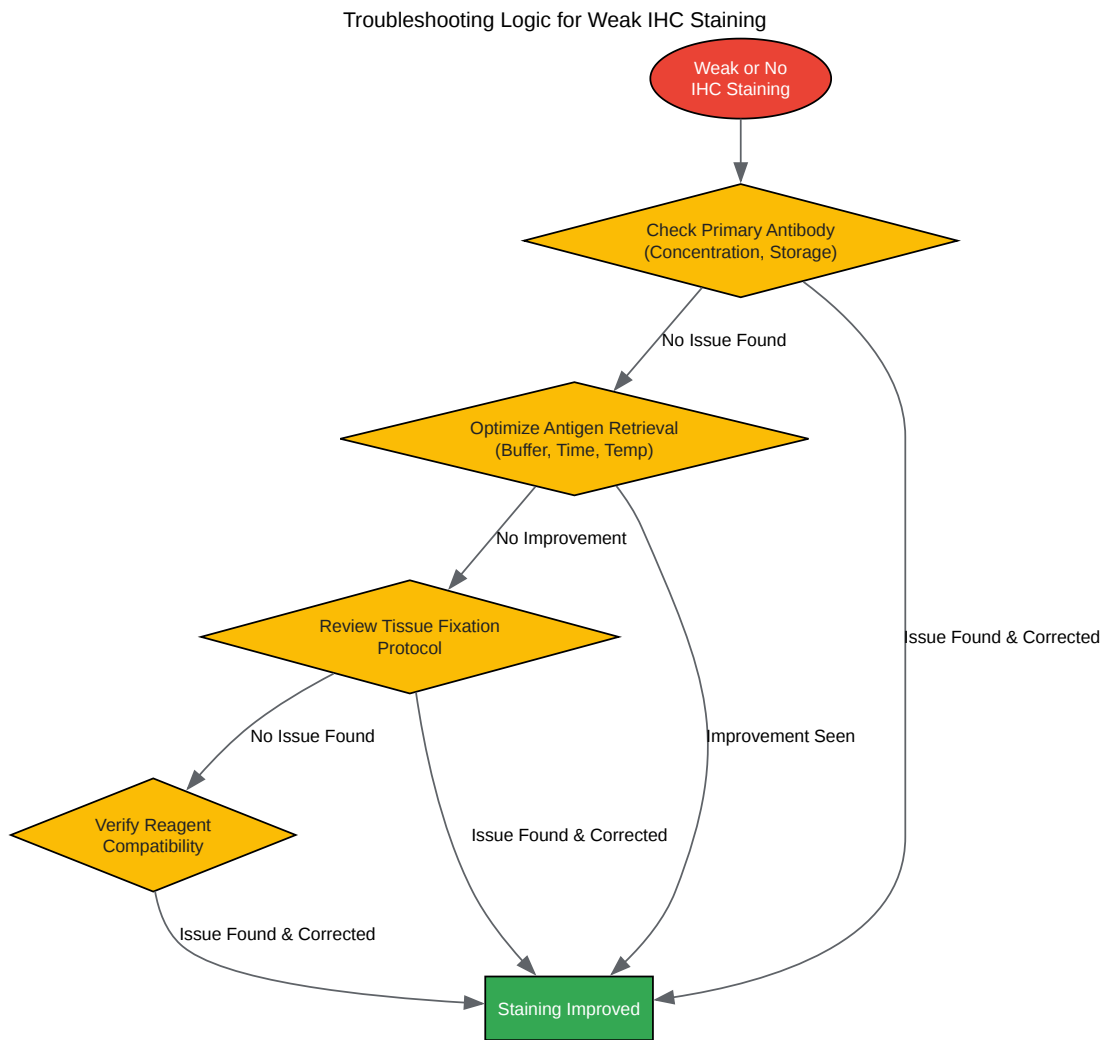 Troubleshooting Logic for Weak IHC Staining
Weak or No
IHC Staining
Check Primary Antibody
(Concentration, Storage)
No Issue Found
Optimize Antigen Retrieval
(Buffer, Time, Temp)
No Improvement
Review Tissue Fixation
Protocol
Issue Found & Corrected
No Issue Found
Improvement Seen
Verify Reagent
Compatibility
Issue Found & Corrected
Issue Found & Corrected
Staining Improved